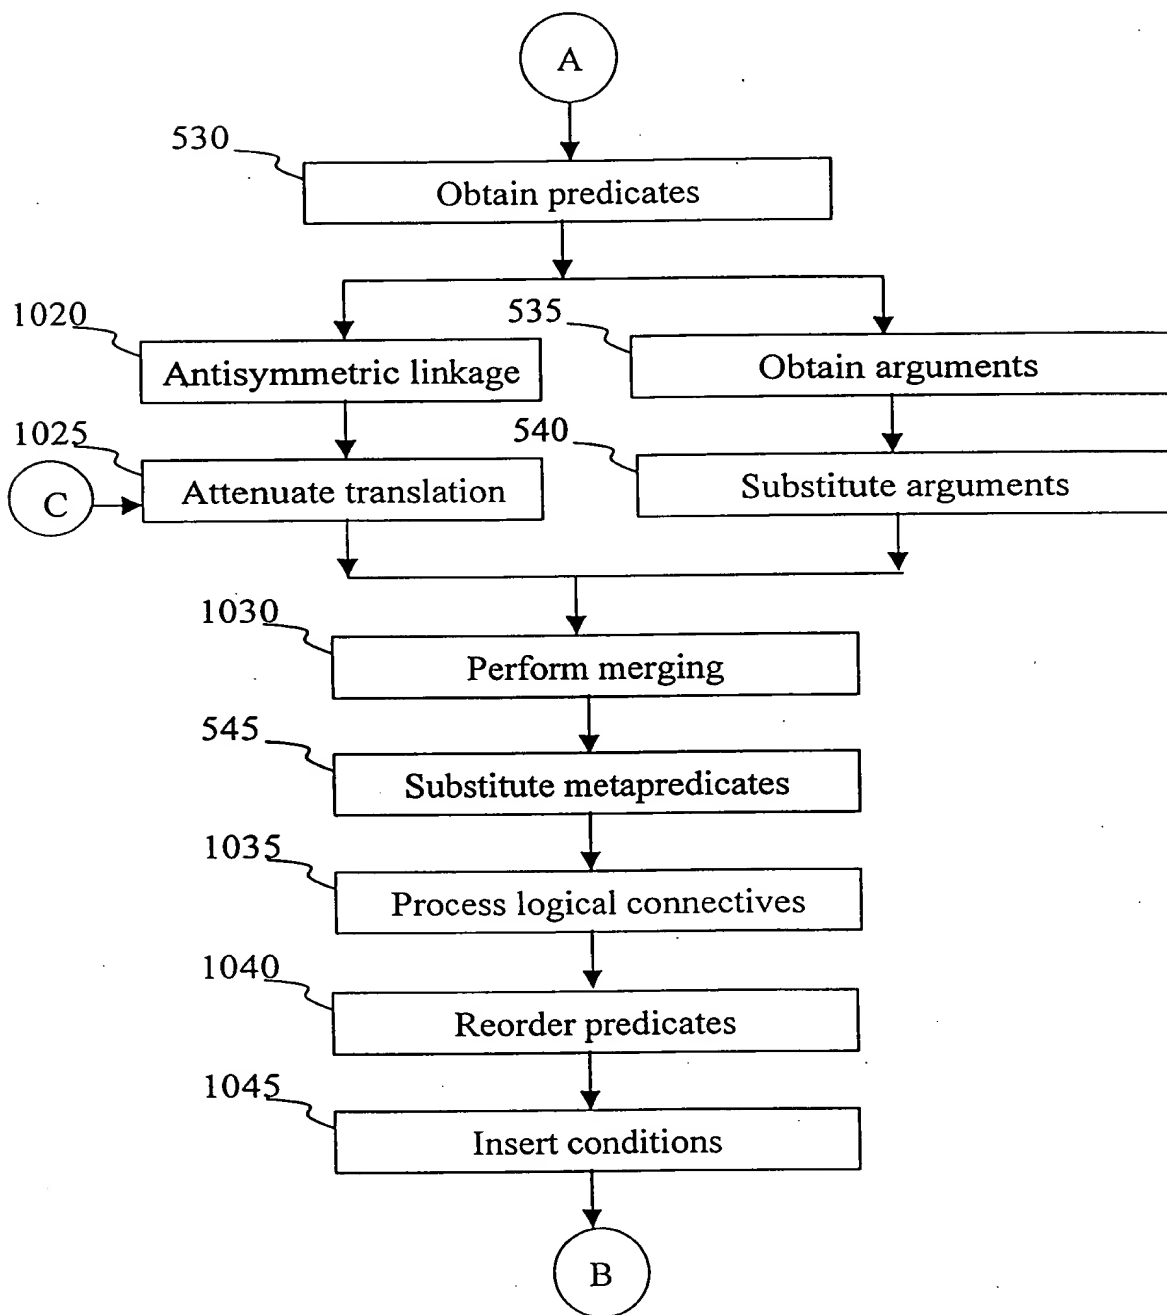 A
530
Obtain predicates
1020
Antisymmetric linkage
535
Obtain arguments
1025
C
Attenuate translation
540
Substitute arguments
1030
Perform merging
545
Substitute metapredicates
1035
Process logical connectives
1040
Reorder predicates
1045
Insert conditions
B